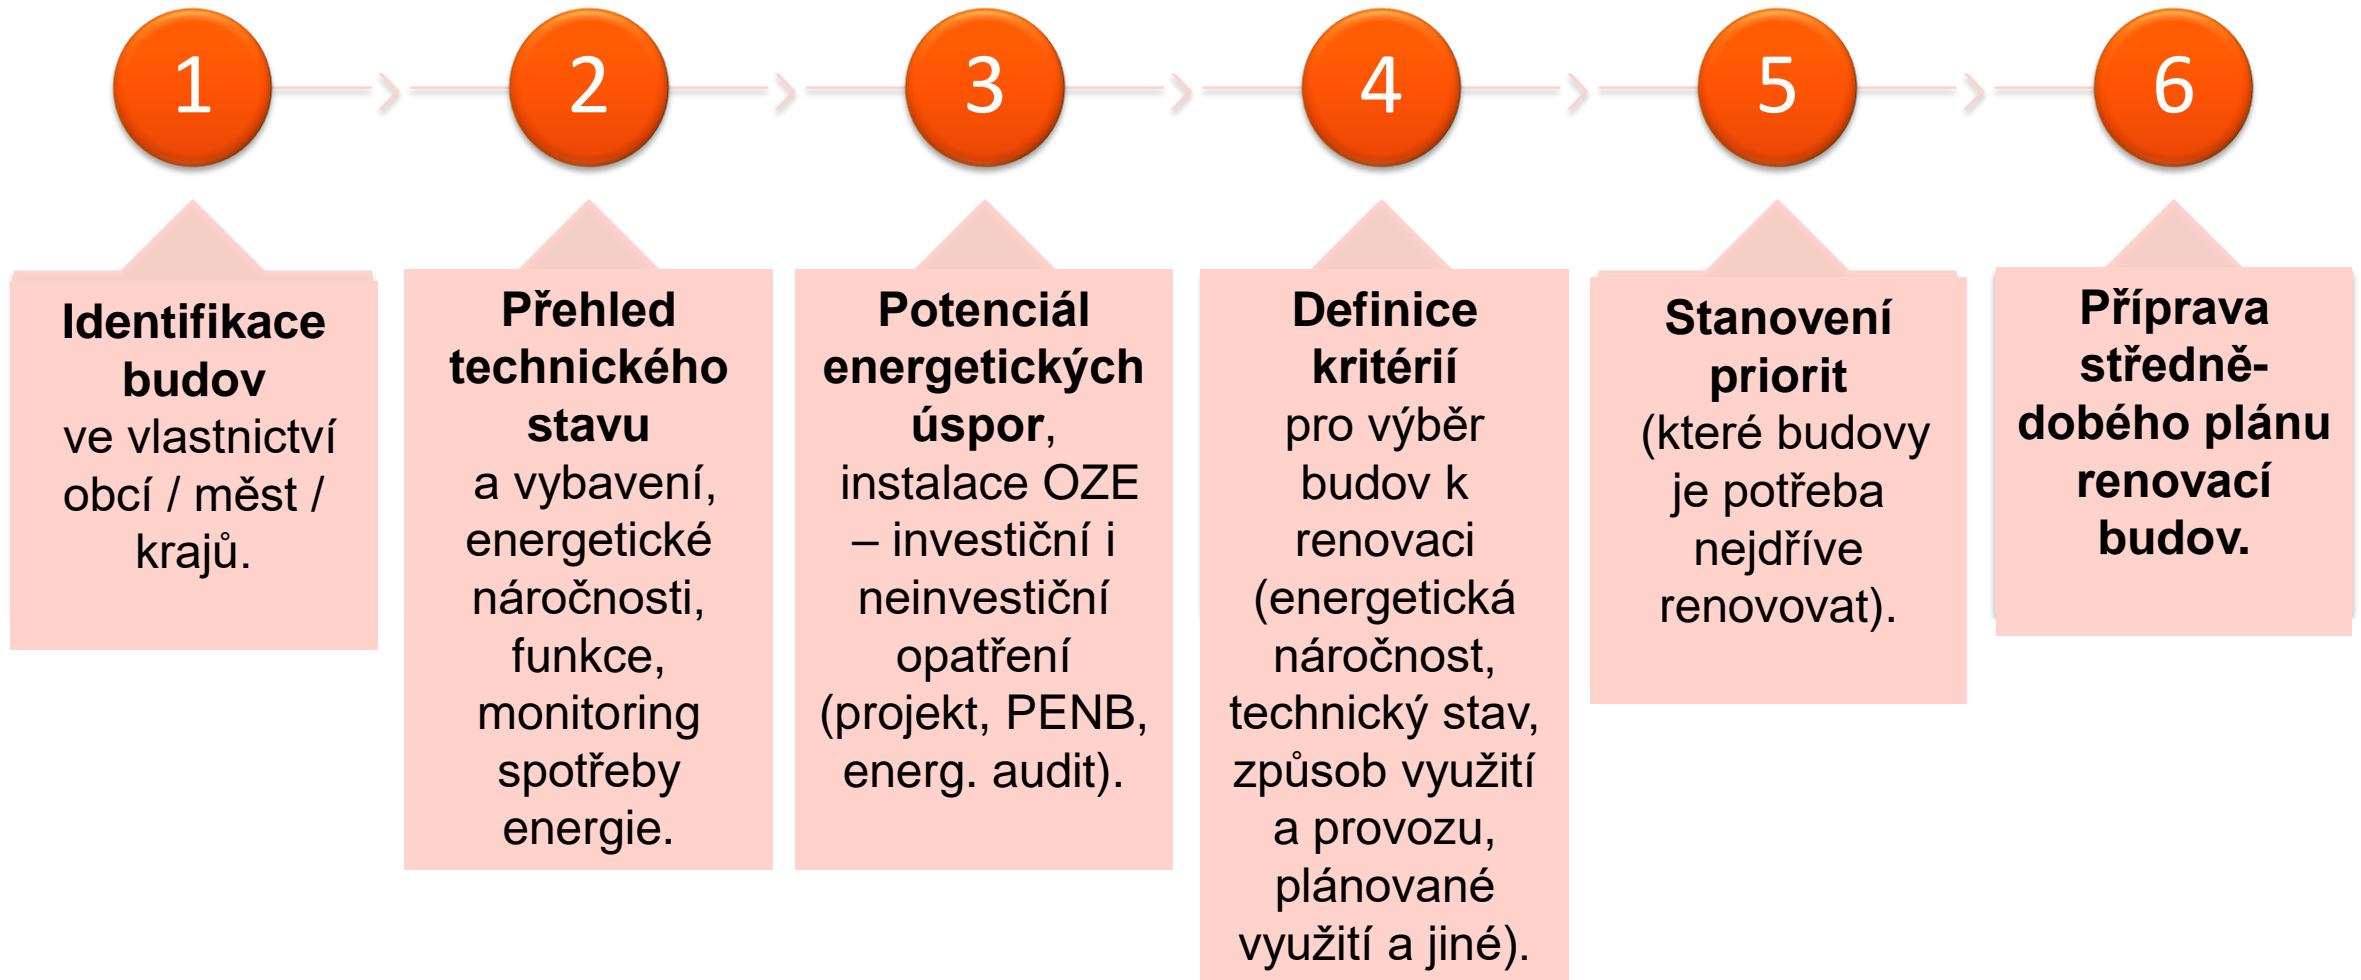 1
2
3
4
5
6
Identifikace
budov
ve vlastnictví
obcí / měst /
krajů.
Přehled
technického
stavu
a vybavení,
energetické
náročnosti,
funkce,
monitoring
spotřeby
energie.
Potenciál
energetických
úspor,
instalace OZE
– investiční i
neinvestiční
opatření
(projekt, PENB,
energ. audit).
Definice
kritérií
pro výběr
budov k
renovaci
(energetická
náročnost,
technický stav,
způsob využití
a provozu,
plánované
využití a jiné).
Stanovení
priorit
(které budovy
je potřeba
nejdříve
renovovat).
Příprava
středně-
dobého plánu
renovací
budov.